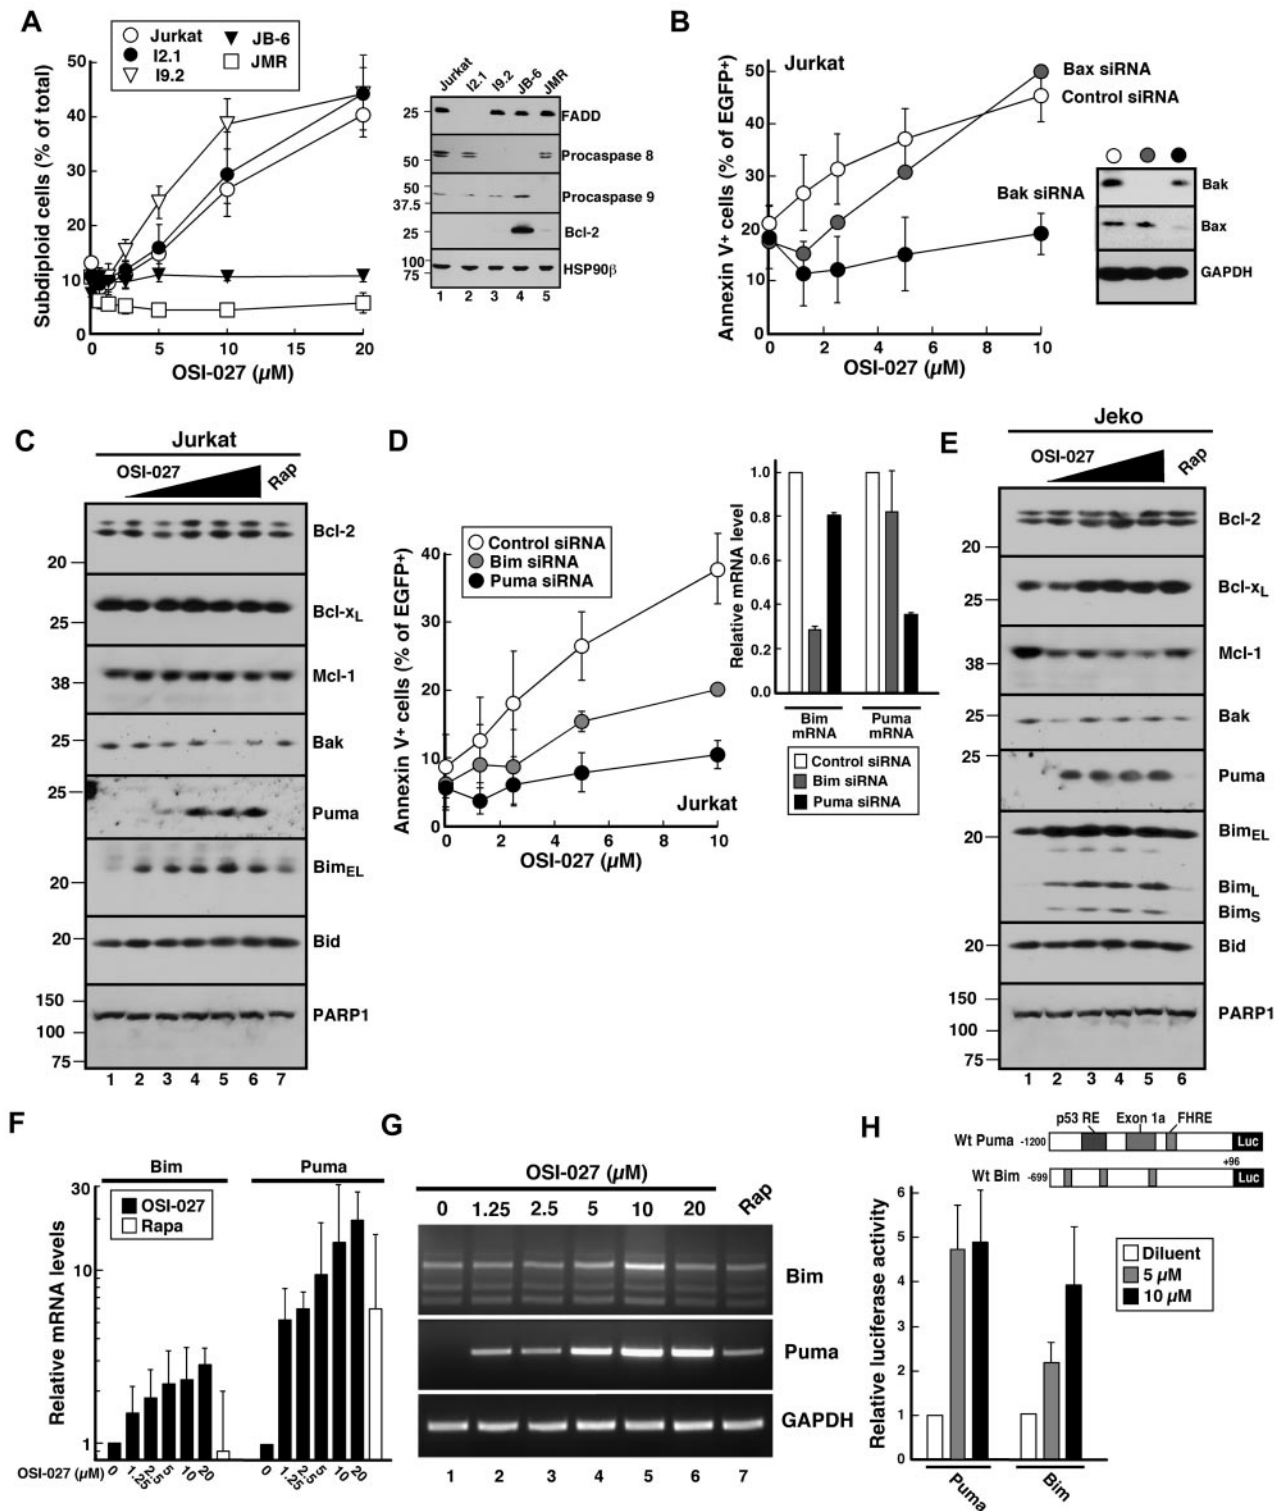 A
Jurkat
I2.1
I9.2
JB-6
JMR
Subdiploid cells (% of total)
50
40
30
20
10
0
0
5
10
15
20
OSI-027 (µM)
Jurkat
I2.1
I9.2
JB-6
JMR
25
FADD
50
Procaspase 8
50
37.5
Procaspase 9
25
Bcl-2
100
75
HSP90β
1 2 3 4 5
B
Jurkat
Annexin V+ cells (% of EGFP+)
50
40
30
20
10
0
0 2 4 6 8 10
OSI-027 (µM)
Bax siRNA
Control siRNA
Bak siRNA
Bak
Bax
GAPDH
C
Jurkat
OSI-027
Rap
20
Bcl-2
25
Bcl-xL
38
Mcl-1
25
Bak
25
Puma
20
BimEL
20
Bid
150
100
75
PARP1
1 2 3 4 5 6 7
D
Control siRNA
Bim siRNA
Puma siRNA
Annexin V+ cells (% of EGFP+)
40
20
10
0
0 2 4 6 8 10
OSI-027 (µM)
Jurkat
Relative mRNA level
1.0
0.8
0.6
0.4
0.2
0.0
Bim mRNA
Puma mRNA
Control siRNA
Bim siRNA
Puma siRNA
E
Jeko
OSI-027
Rap
20
Bcl-2
25
Bcl-xL
38
Mcl-1
25
Bak
25
Puma
20
BimEL
BimL
BimS
20
Bid
150
100
75
PARP1
1 2 3 4 5 6
F
Bim
Puma
OSI-027
Rapa
Relative mRNA levels
30
10
1
OSI-027 (µM)
0 1.25 2.5 5 10 20
0 1.25 2.5 5 10 20
G
OSI-027 (µM)
0 1.25 2.5 5 10 20 Rap
Bim
Puma
GAPDH
1 2 3 4 5 6 7
H
p53 RE
Exon 1a
FHRE
Wt Puma -1200
Luc
+96
Wt Bim -699
Luc
Relative luciferase activity
6
5
4
3
2
1
0
Puma
Bim
Diluent
5 µM
10 µM